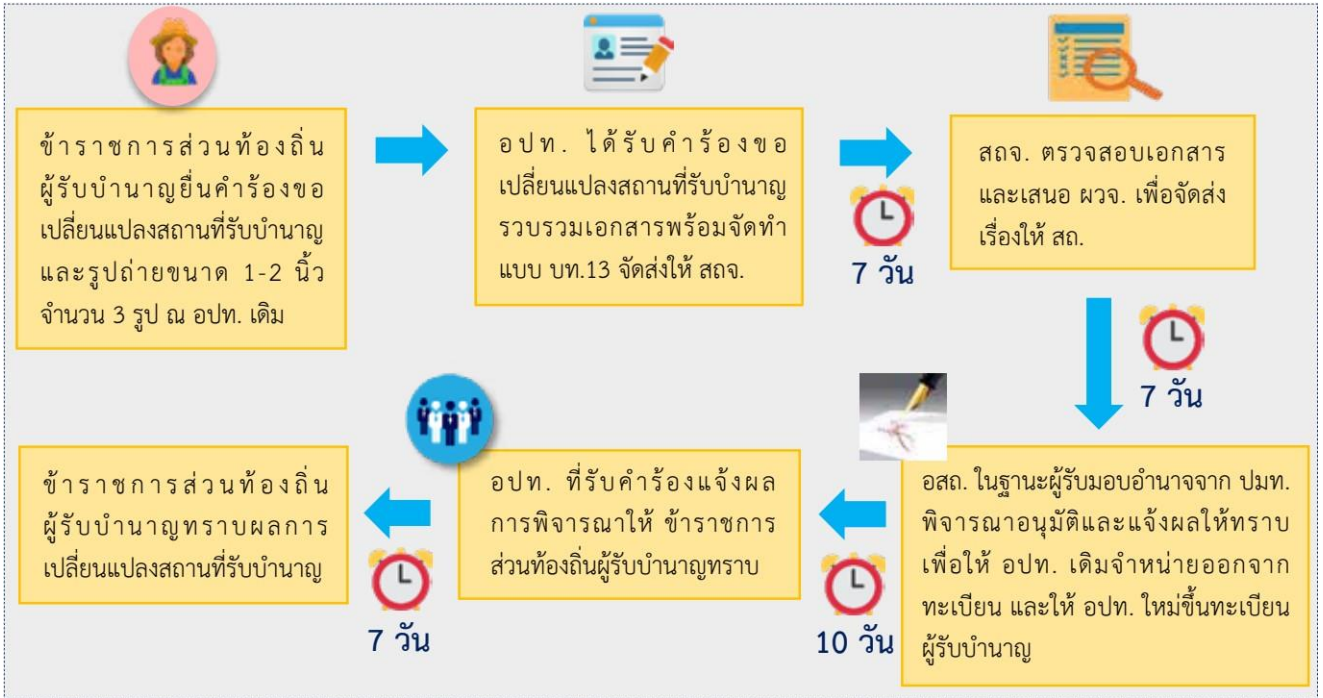 ข้าราชการส่วนท้องถิ่น
ผู้รับบำนาญยื่นคำร้องขอ
เปลี่ยนแปลงสถานที่รับบำนาญ
และรูปถ่ายขนาด 1-2 นิ้ว
จำนวน 3 รูป ณ อปท. เดิม
อปท. ได้รับคำร้องขอ
เปลี่ยนแปลงสถานที่รับบำนาญ
รวบรวมเอกสารพร้อมจัดทำ
แบบ บท.13 จัดส่งให้ สถจ.
7 วัน
สถจ. ตรวจสอบเอกสาร
และเสนอ ผวจ. เพื่อจัดส่ง
เรื่องให้ สถ.
7 วัน
อสถ. ในฐานะผู้รับมอบอำนาจจาก ปมท.
พิจารณาอนุมัติและแจ้งผลให้ทราบ
เพื่อให้ อปท. เดิมจำหน่ายออกจาก
ทะเบียน และให้ อปท. ใหม่ขึ้นทะเบียน
ผู้รับบำนาญ
10 วัน
อปท. ที่รับคำร้องแจ้งผล
การพิจารณาให้ ข้าราชการ
ส่วนท้องถิ่นผู้รับบำนาญทราบ
7 วัน
ข้าราชการส่วนท้องถิ่น
ผู้รับบำนาญทราบผลการ
เปลี่ยนแปลงสถานที่รับบำนาญ